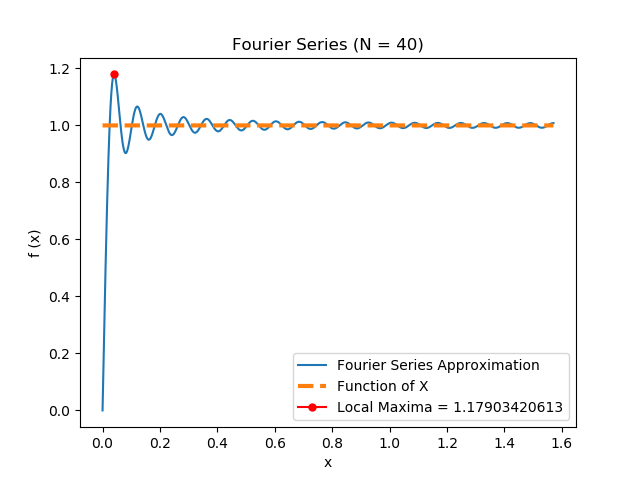 Fourier Series (N = 40)
1.2
1.0
0.8
0.6
0.4
0.2
0.0
f (x)
Fourier Series Approximation
Function of X
Local Maxima = 1.17903420613
0.0 0.2 0.4 0.6 0.8 1.0 1.2 1.4 1.6
x